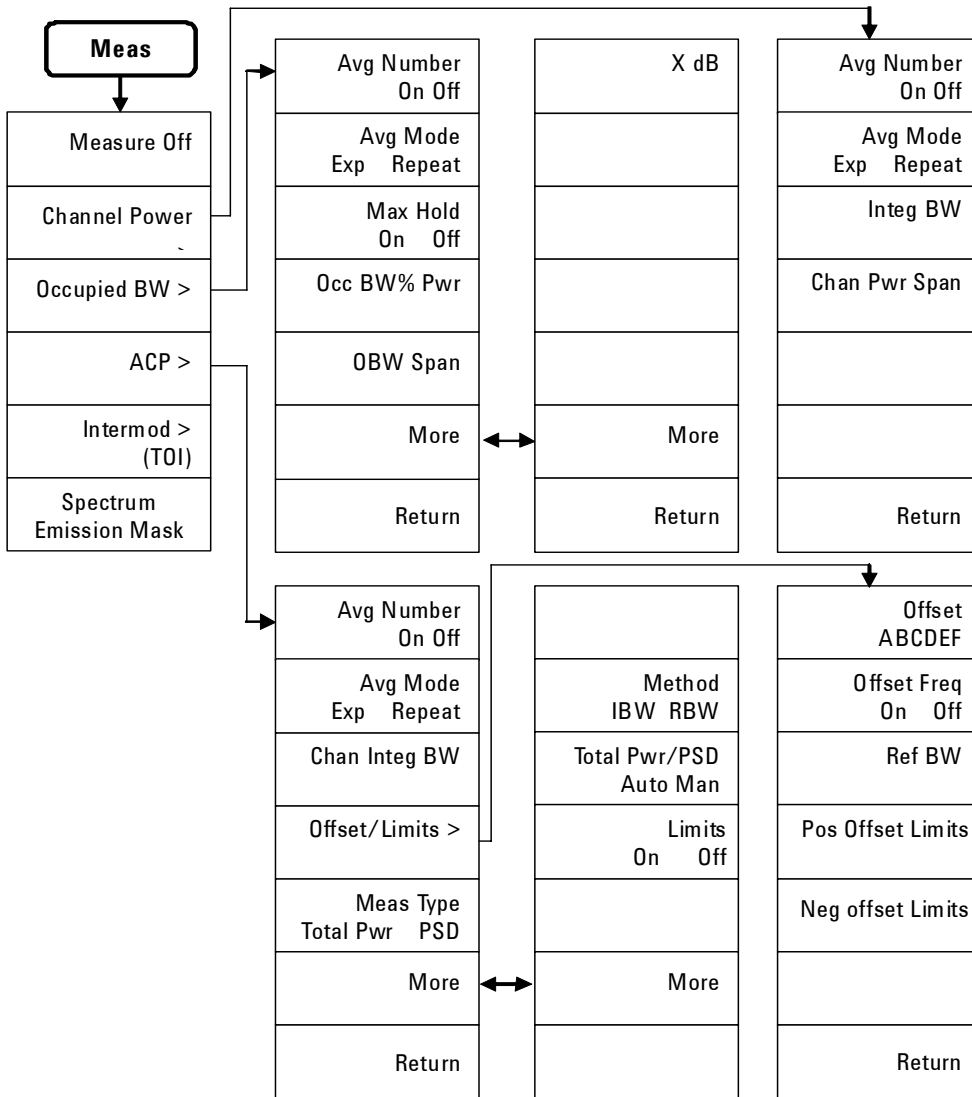 Meas
Measure Off
Channel Power
`
Occupied BW >
ACP >
Intermod >
(TOI)
Spectrum
Emission Mask
Avg Number
On Off
Avg Mode
Exp Repeat
Max Hold
On Off
Occ BW% Pwr
OBW Span
More
Return
X dB
More
Return
Avg Number
On Off
Avg Mode
Exp Repeat
Integ BW
Chan Pwr Span
Return
Avg Number
On Off
Avg Mode
Exp Repeat
Chan Integ BW
Offset/Limits >
Meas Type
Total Pwr PSD
More
Return
Method
IBW RBW
Total Pwr/PSD
Auto Man
Limits
On Off
More
Offset
ABCDEF
Offset Freq
On Off
Ref BW
Pos Offset Limits
Neg offset Limits
Return